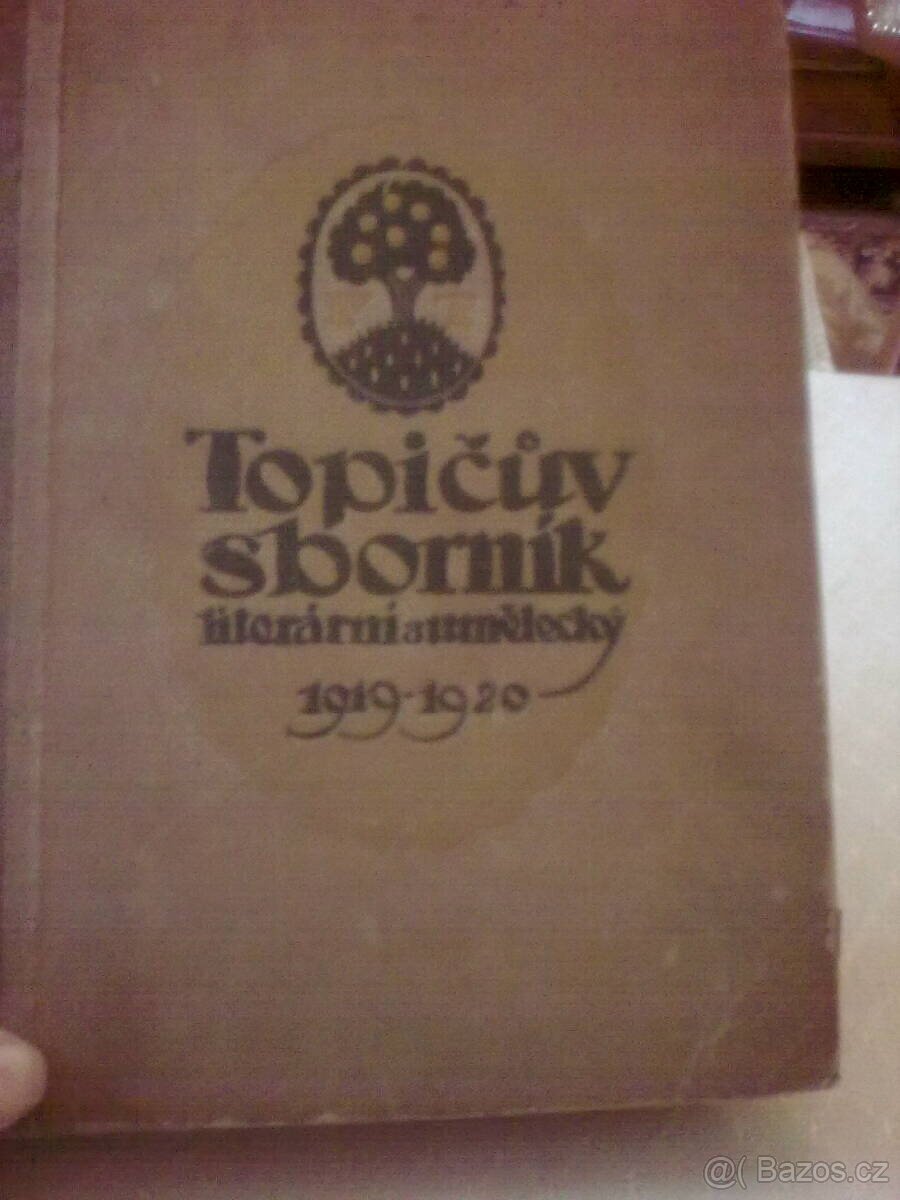 Topičův
sborník
literární a umělecký
1919-1920
@( Bazos.cz